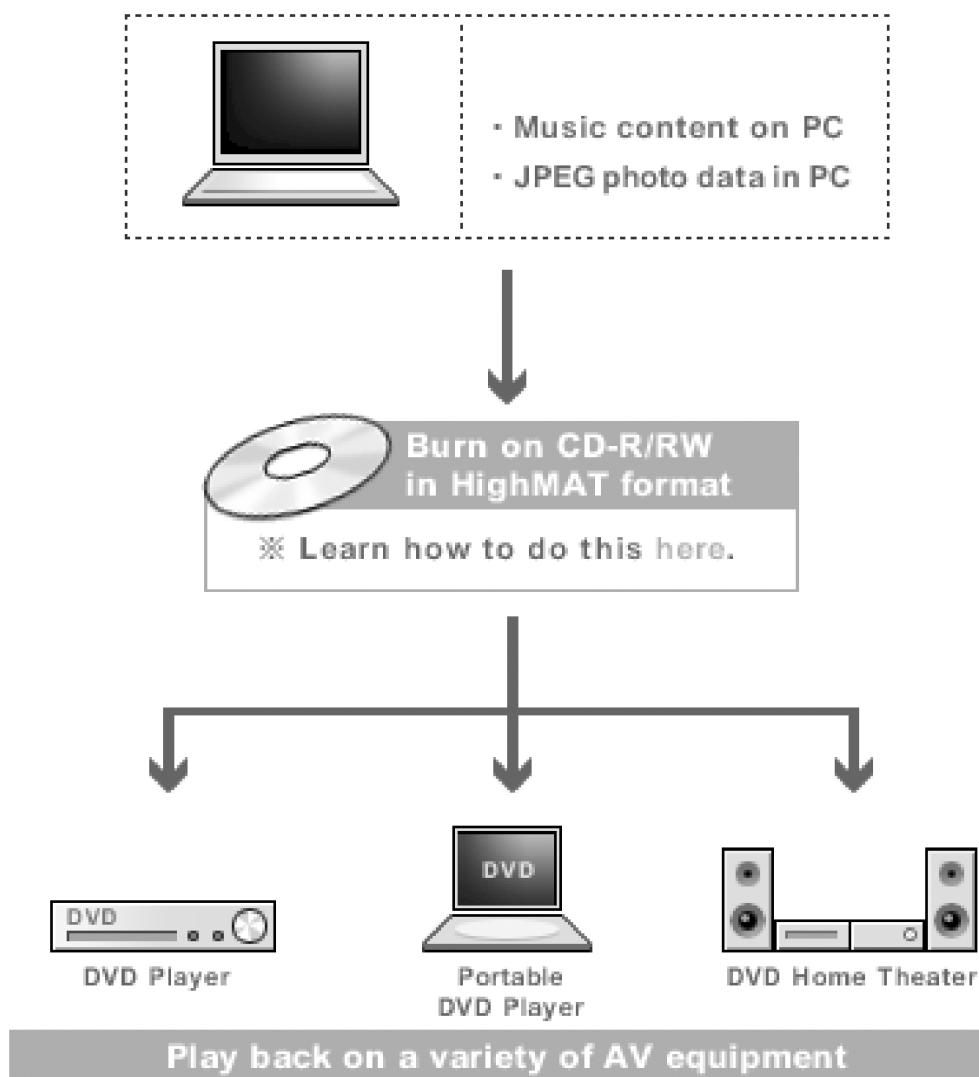 ・Music content on PC
・JPEG photo data in PC
Burn on CD-R/RW
in HighMAT format
※ Learn how to do this here.
DVD
DVD
DVD Player
Portable
DVD Player
DVD Home Theater
Play back on a variety of AV equipment